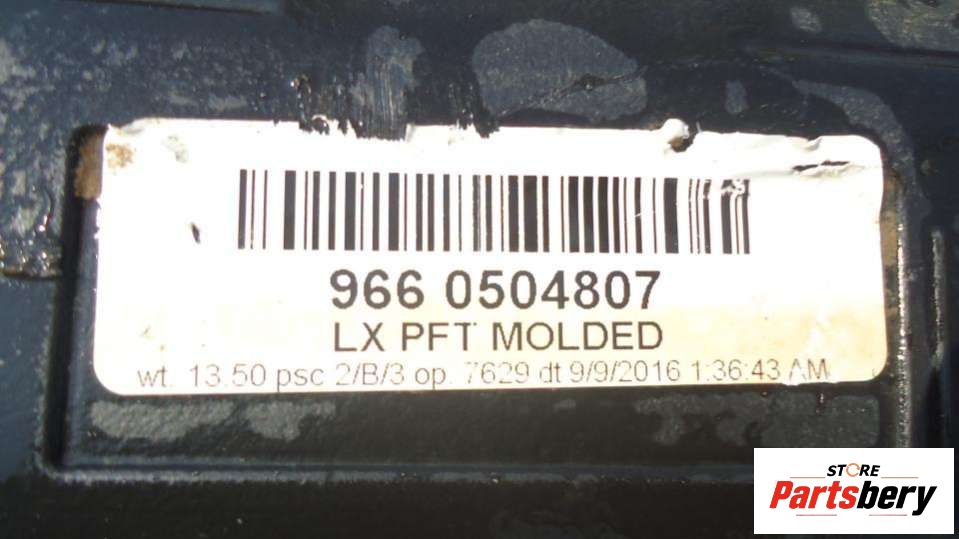 966 0504807
LX PFT MOLDED
wt. 13.50 psc 2/B/3 op. 7629 dt 9/9/2016 1:36:43 AM
STORE
Partsbery